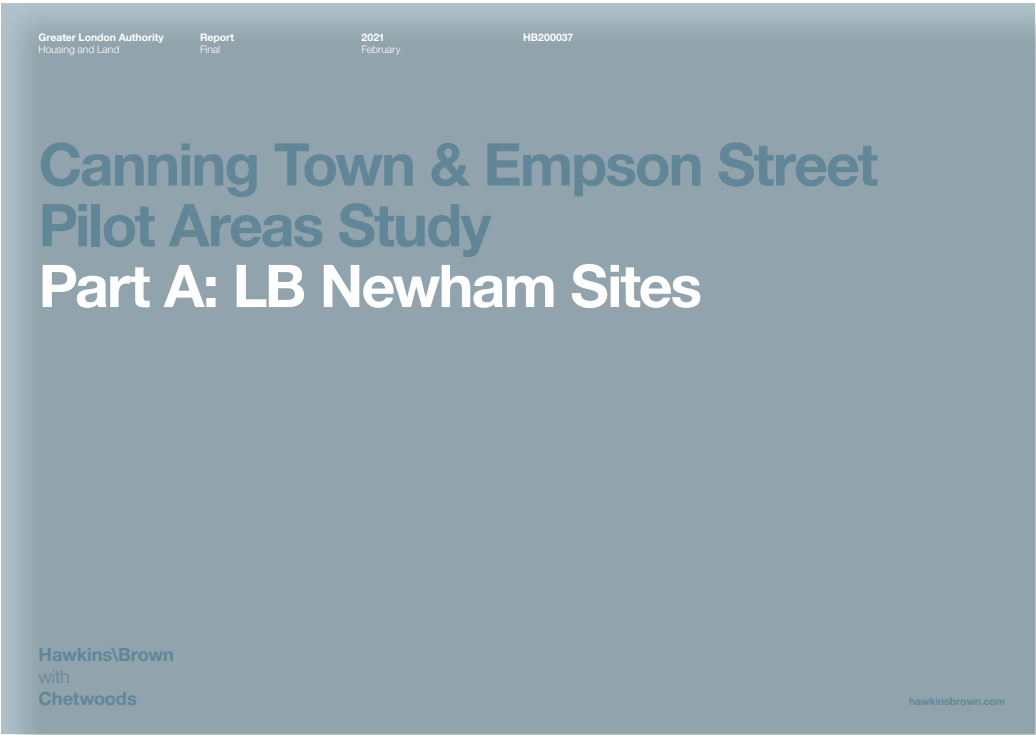 Greater London Authority
Housing and Land
Report
Final
2021
February
HB200037
Canning Town & Empson Street
Pilot Areas Study
Part A: LB Newham Sites
Hawkins\Brown
with
Chetwoods
hawkinsbrown.com